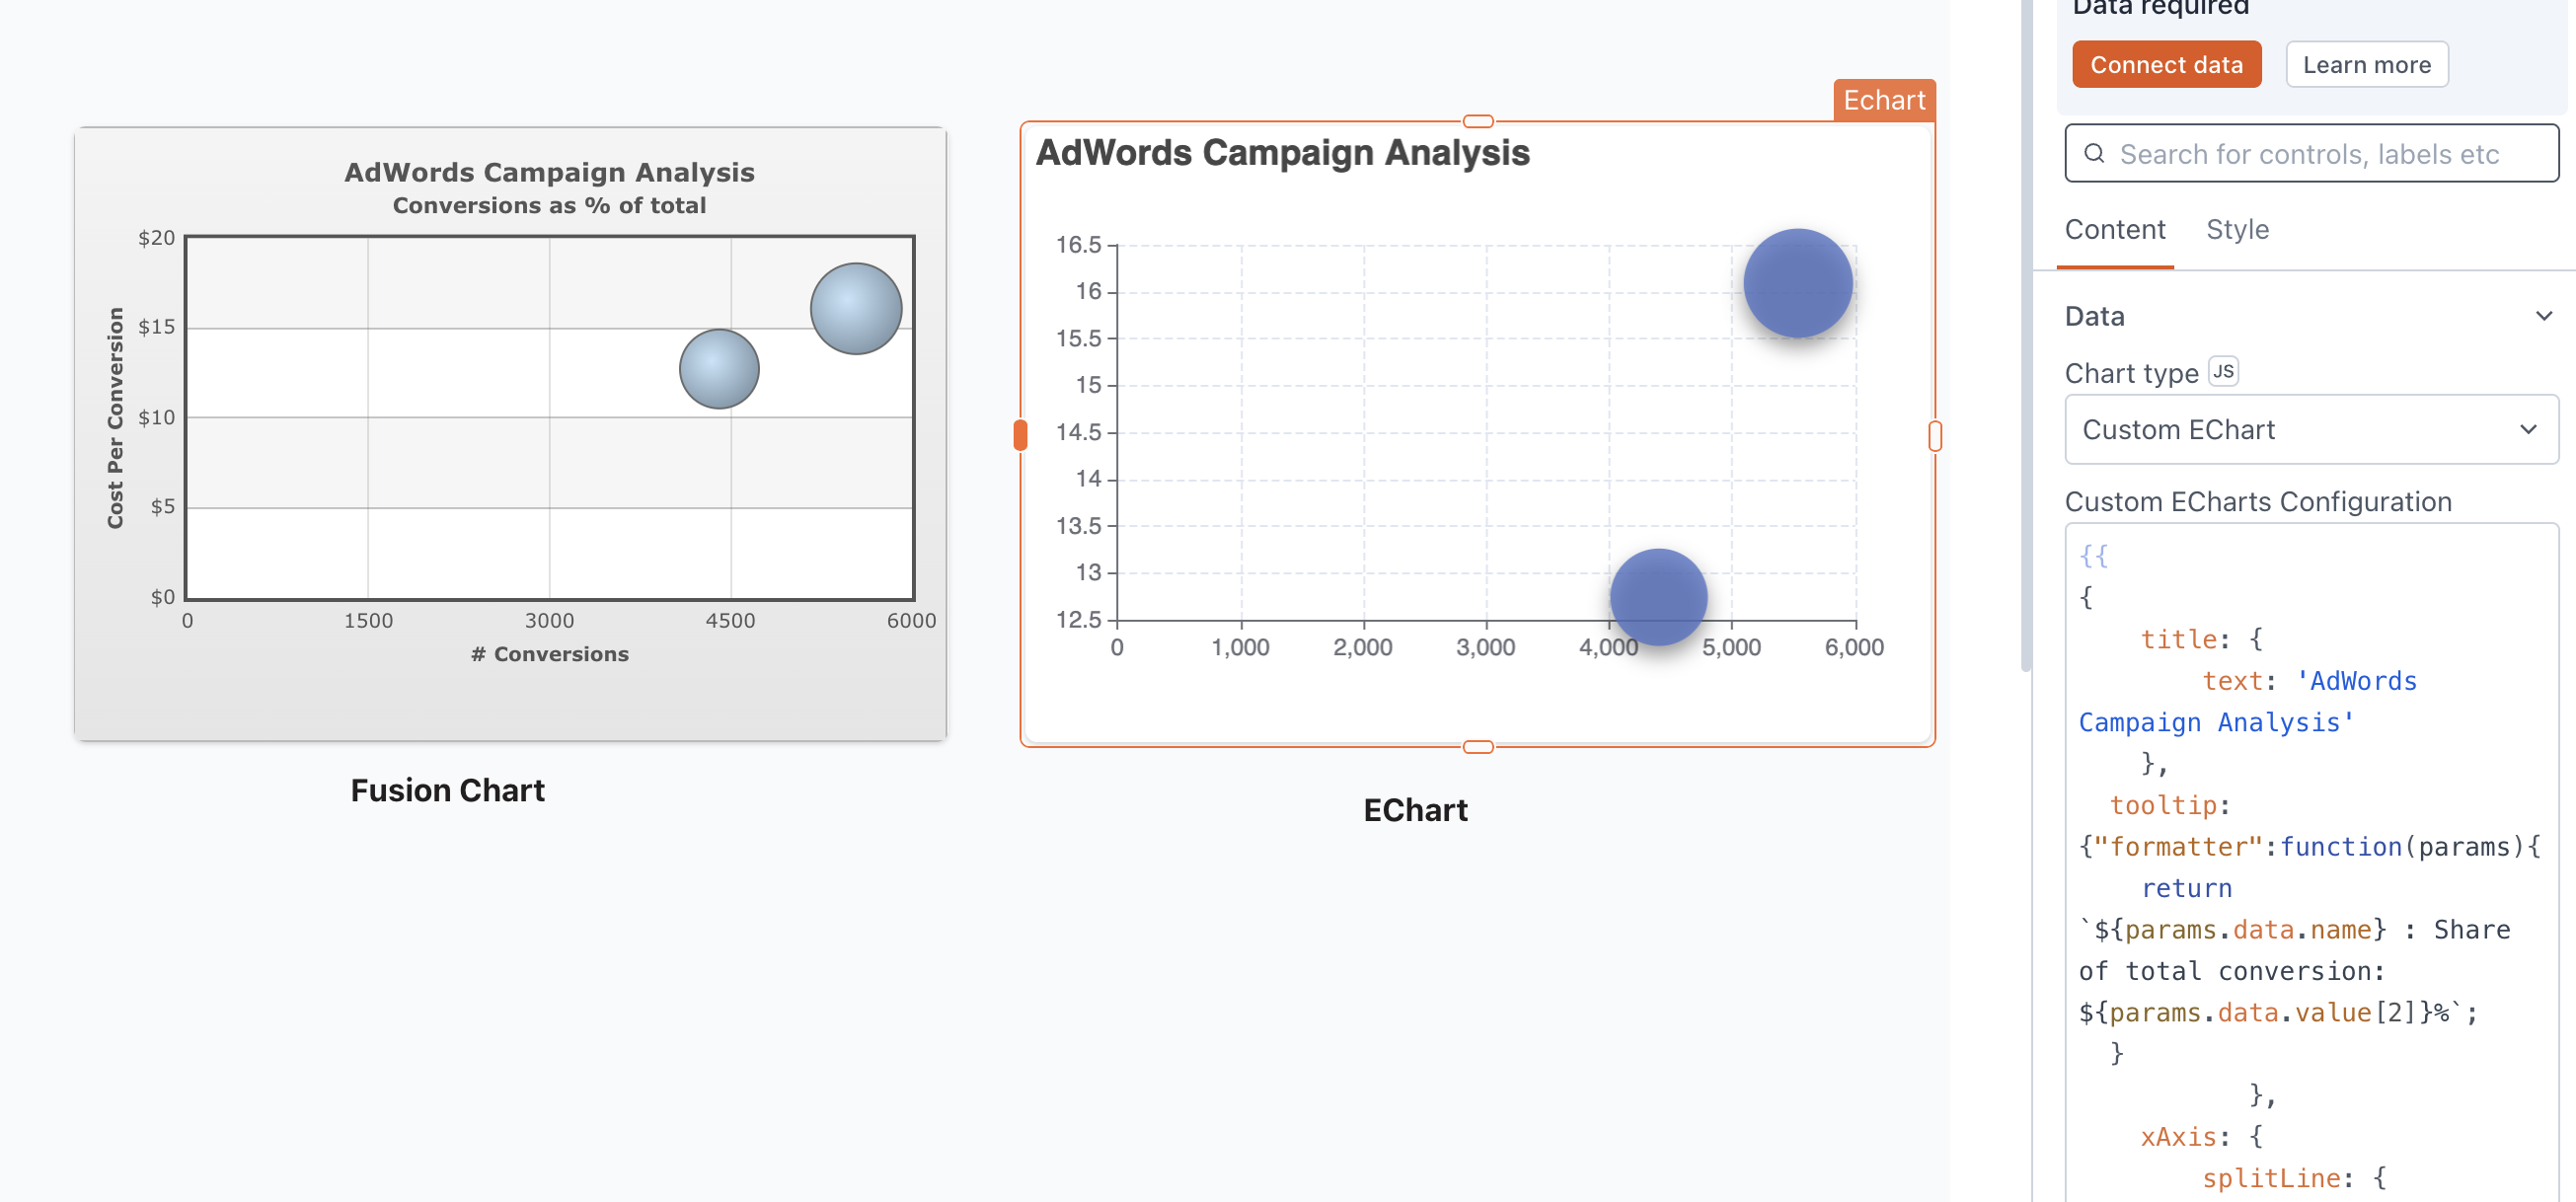 AdWords Campaign Analysis
Conversions as % of total
Cost Per Conversion
$20
$15
$10
$5
$0
0 1500 3000 4500 6000
# Conversions
Fusion Chart
Echart
AdWords Campaign Analysis
16.5
16
15.5
15
14.5
14
13.5
13
12.5
0 1,000 2,000 3,000 4,000 5,000 6,000
EChart
Data required
Connect data Learn more
Search for controls, labels etc
Content Style
Data
Chart type JS
Custom EChart
Custom ECharts Configuration
{{
{
title: {
text: 'AdWords
Campaign Analysis'
},
tooltip:
{"formatter":function(params){
return
`${params.data.name} : Share
of total conversion:
${params.data.value[2]}%`;
}
},
xAxis: {
splitLine: {